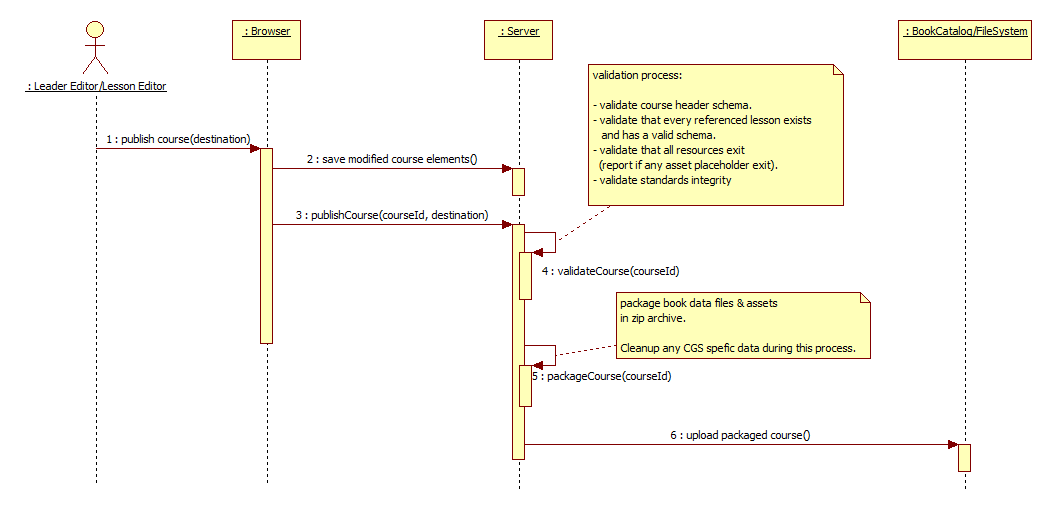 : Browser
: Server
: BookCatalog/FileSystem
: Leader Editor/Lesson Editor
validation process:
- validate course header schema.
- validate that every referenced lesson exists
and has a valid schema.
- validate that all resources exit
(report if any asset placeholder exit).
- validate standards integrity
1 : publish course(destination)
2 : save modified course elements()
3 : publishCourse(courseId, destination)
4 : validateCourse(courseId)
package book data files & assets
in zip archive.
Cleanup any CGS spefic data during this process.
5 : packageCourse(courseId)
6 : upload packaged course()